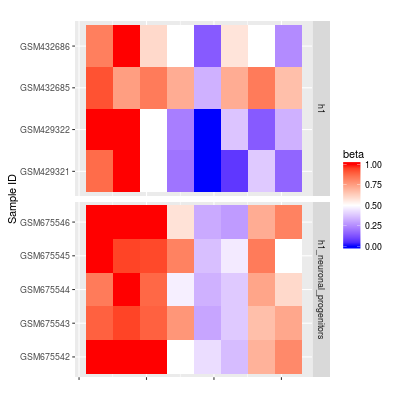 GSM432686
GSM432685
GSM429322
GSM429321
h1
GSM675546
GSM675545
GSM675544
GSM675543
GSM675542
h1_neuronal_progenitors
Sample ID
beta
1.00
0.75
0.50
0.25
0.00